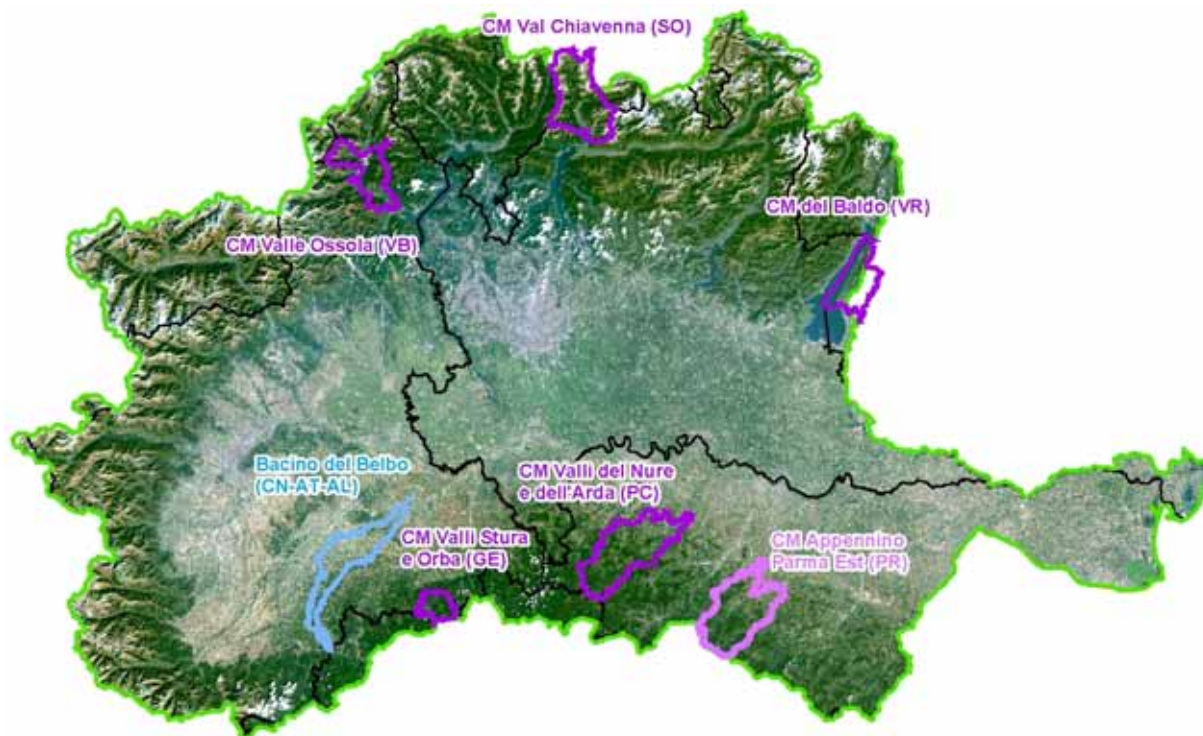 CM Val Chiavenna (SO)
CM del Baldo (VR)
CM Valle Ossola (VB)
Bacino del Belbo
(CN-AT-AL)
CM Valli del Nure
e dell'Arda (PC)
CM Valli Stura
e Orba (GE)
CM Appennino
Parma Est (PR)